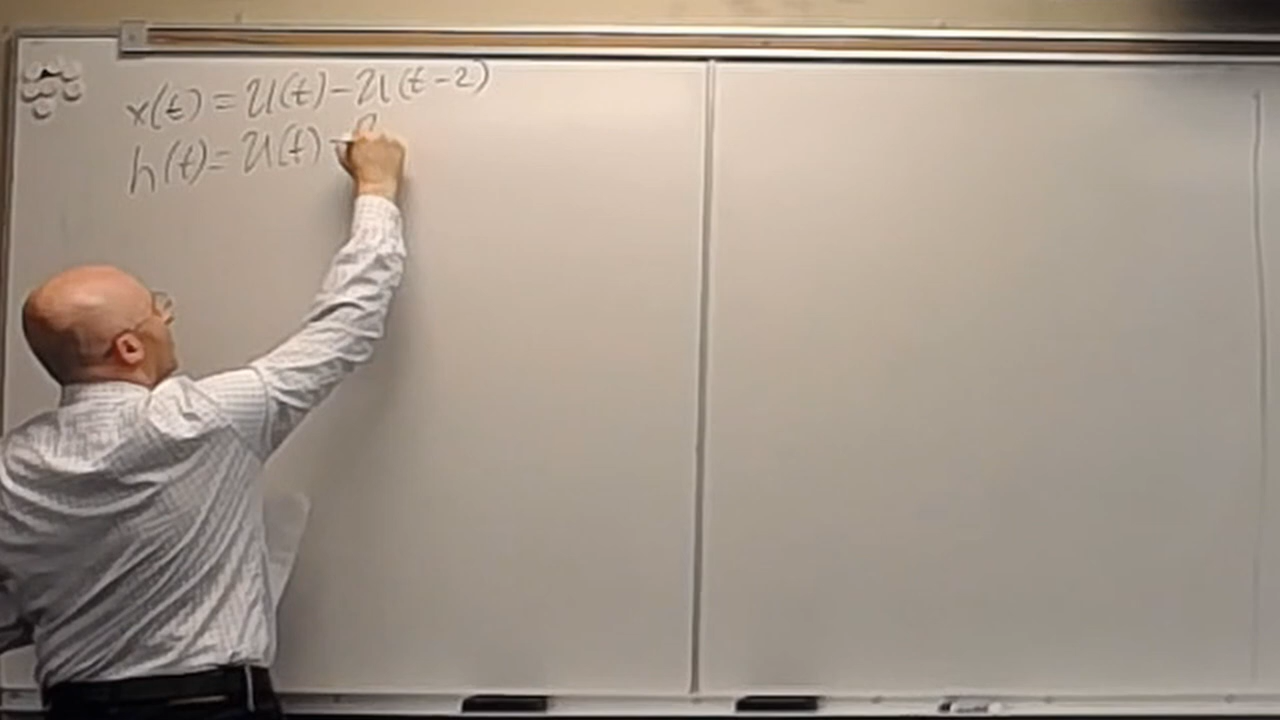 x(t) = u(t) - u(t-2)
h(t) = u(t) -